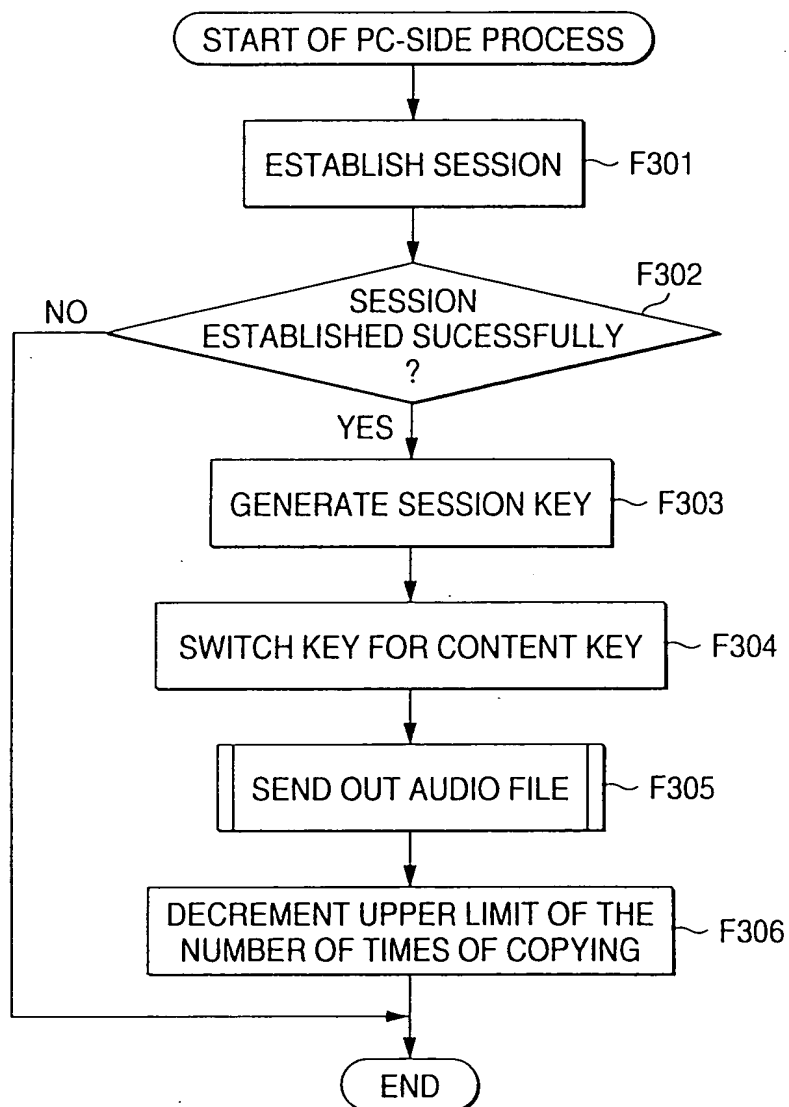 START OF PC-SIDE PROCESS
ESTABLISH SESSION
F301
F302
SESSION
ESTABLISHED SUCESSFULLY
?
NO
YES
GENERATE SESSION KEY
F303
SWITCH KEY FOR CONTENT KEY
F304
SEND OUT AUDIO FILE
F305
DECREMENT UPPER LIMIT OF THE
NUMBER OF TIMES OF COPYING
F306
END